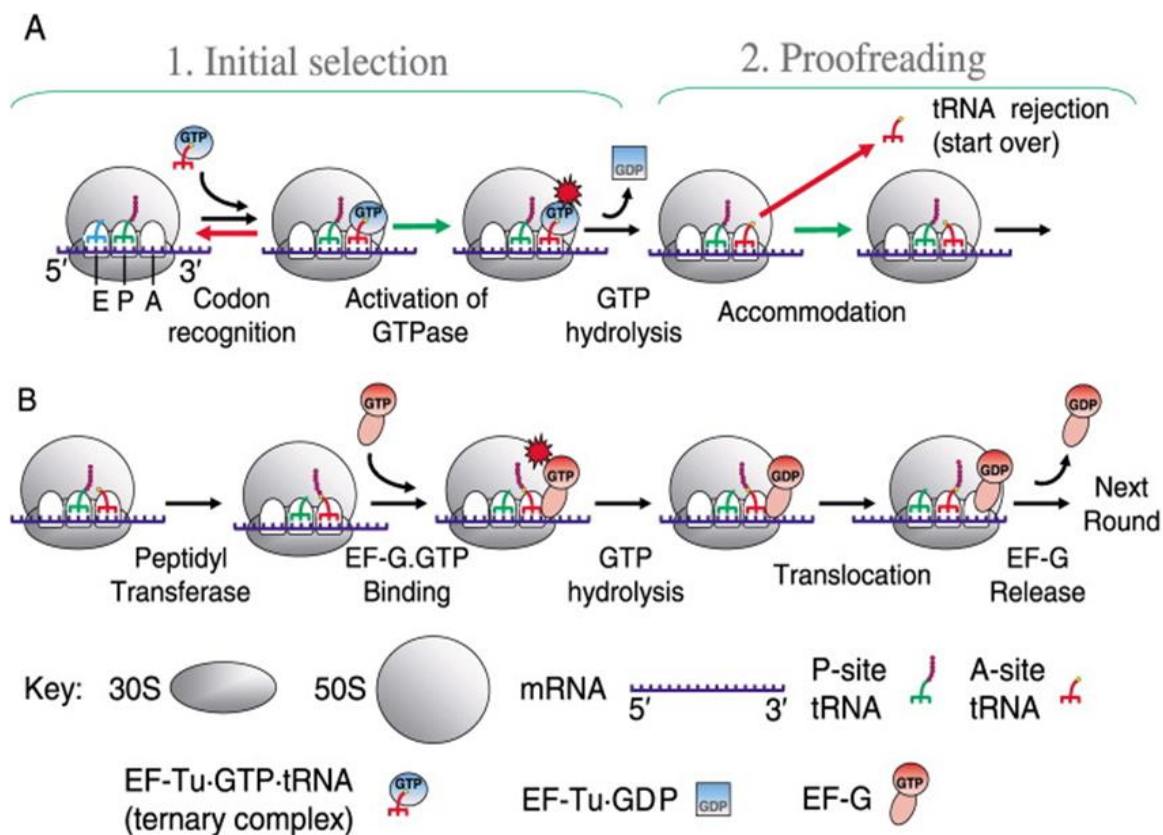 A
1. Initial selection
2. Proofreading
tRNA rejection
(start over)
GTP
GTP
GTP
GDP
5′
E P A
3′
Codon
recognition
Activation of
GTPase
GTP
hydrolysis
Accommodation
B
GTP
GTP
GDP
GDP
GDP
Next
Round
Peptidyl
Transferase
EF-G.GTP
Binding
GTP
hydrolysis
Translocation
EF-G
Release
Key:
30S
50S
mRNA
5′
3′
P-site
tRNA
A-site
tRNA
EF-Tu·GTP·tRNA
(ternary complex)
GTP
EF-Tu·GDP
GDP
EF-G
GTP